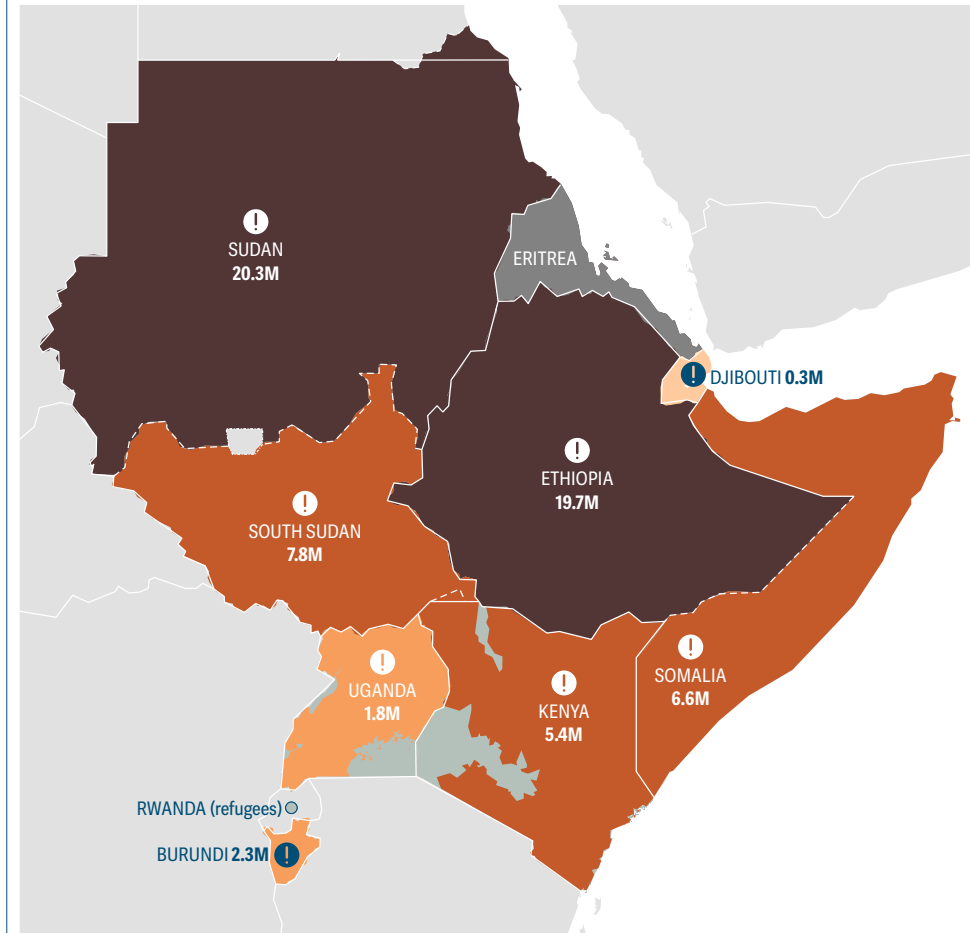 !
SUDAN
20.3M
ERITREA
!
DJIBOUTI 0.3M
!
ETHIOPIA
19.7M
!
SOUTH SUDAN
7.8M
!
UGANDA
1.8M
!
KENYA
5.4M
!
SOMALIA
6.6M
RWANDA (refugees)
BURUNDI 2.3M
!